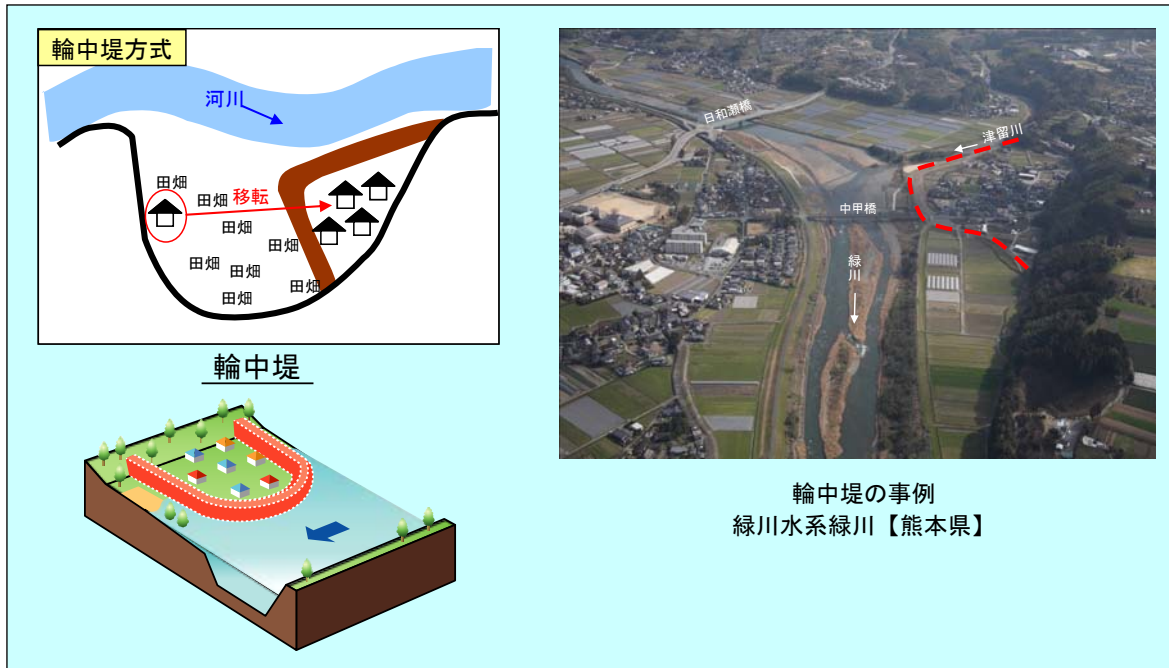 輪中堤方式
河川
田畑
田畑
移転
田畑
田畑
田畑
田畑
田畑
田畑
輪中堤
日和瀬橋
津留川
中甲橋
緑川
輪中堤の事例
緑川水系緑川【熊本県】